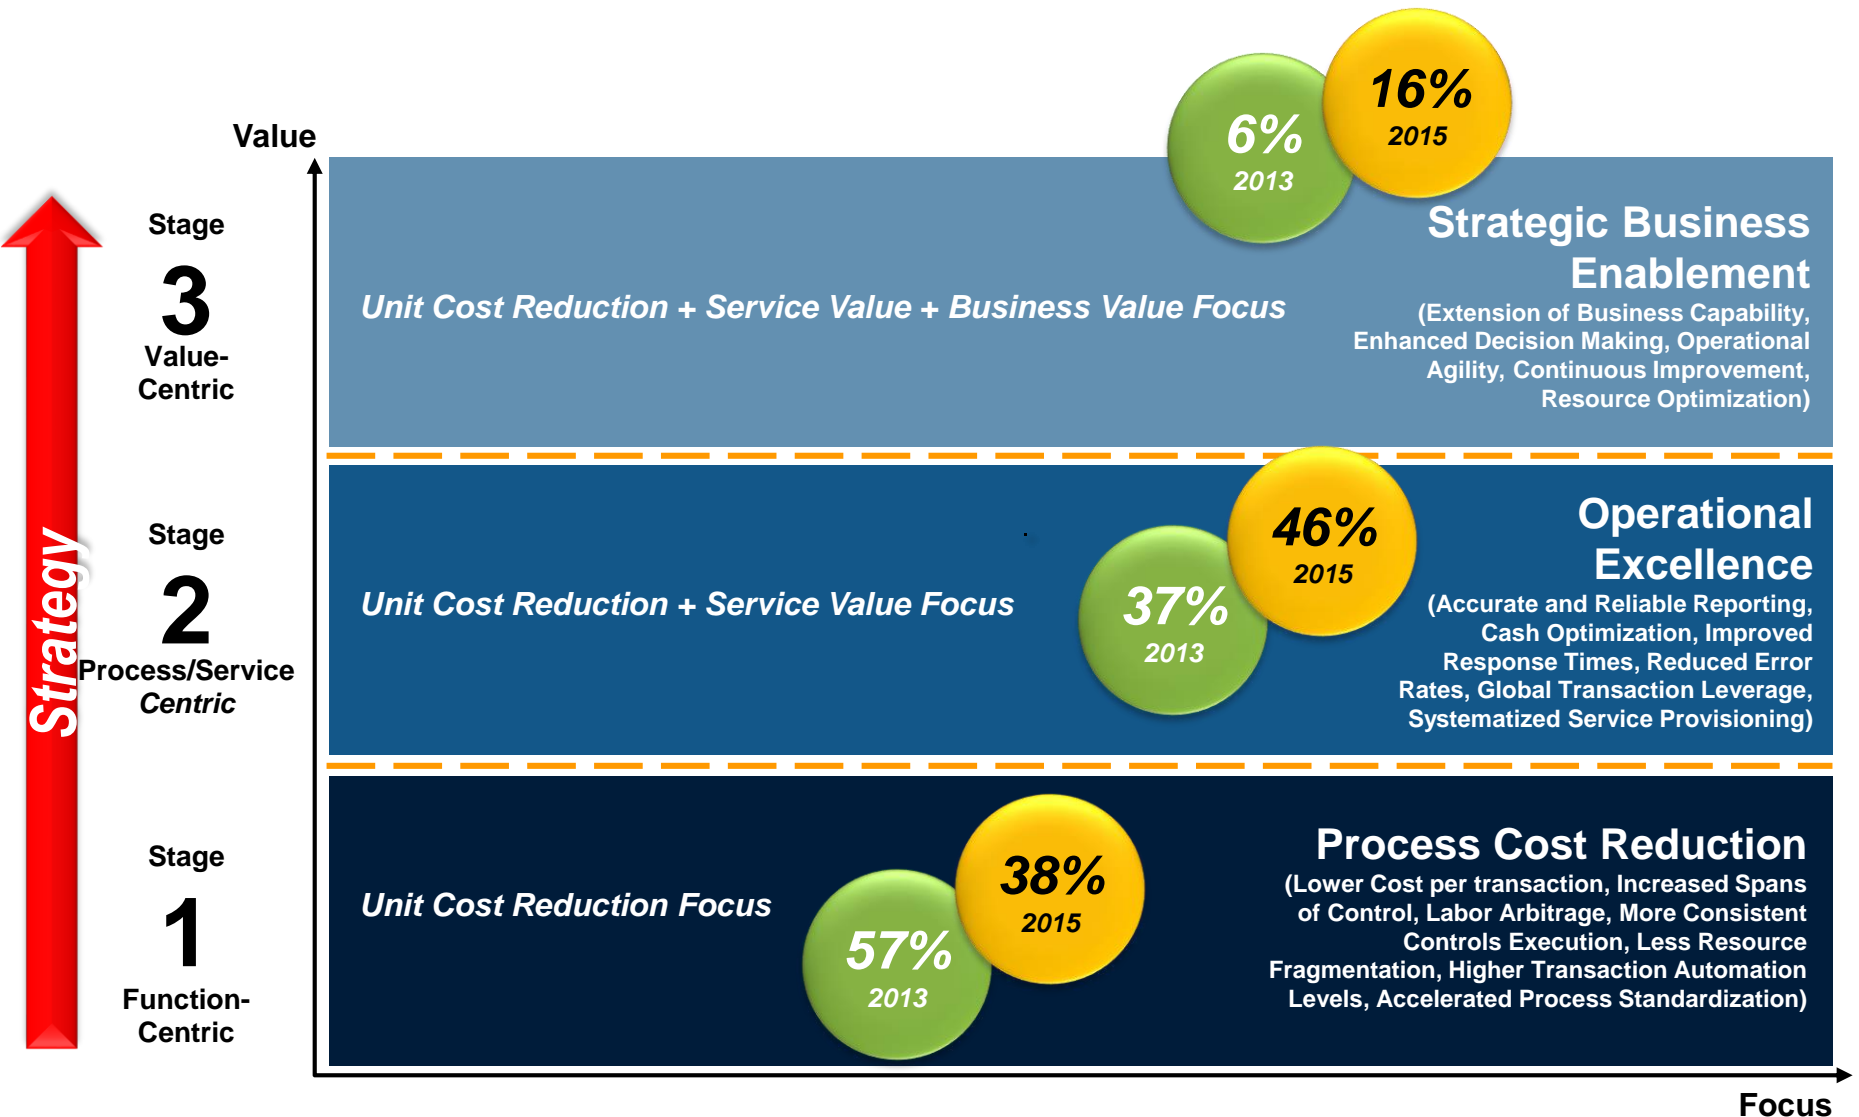 16%
2015
6%
2013
Value
Stage
3
Value-
Centric
Unit Cost Reduction + Service Value + Business Value Focus
Strategic Business
Enablement
(Extension of Business Capability,
Enhanced Decision Making, Operational
Agility, Continuous Improvement,
Resource Optimization)
Strategy
Stage
2
Process/Service
Centric
Unit Cost Reduction + Service Value Focus
37%
2013
46%
2015
Operational
Excellence
(Accurate and Reliable Reporting,
Cash Optimization, Improved
Response Times, Reduced Error
Rates, Global Transaction Leverage,
Systematized Service Provisioning)
Stage
1
Function-
Centric
Unit Cost Reduction Focus
57%
2013
38%
2015
Process Cost Reduction
(Lower Cost per transaction, Increased Spans
of Control, Labor Arbitrage, More Consistent
Controls Execution, Less Resource
Fragmentation, Higher Transaction Automation
Levels, Accelerated Process Standardization)
Focus